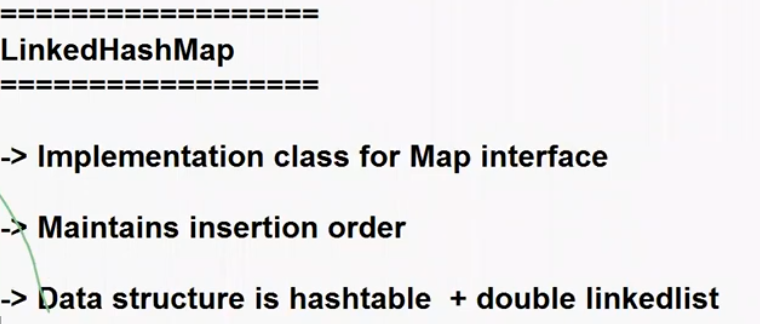 ==================
LinkedHashMap
==================
-> Implementation class for Map interface
-> Maintains insertion order
-> Data structure is hashtable + double linkedlist